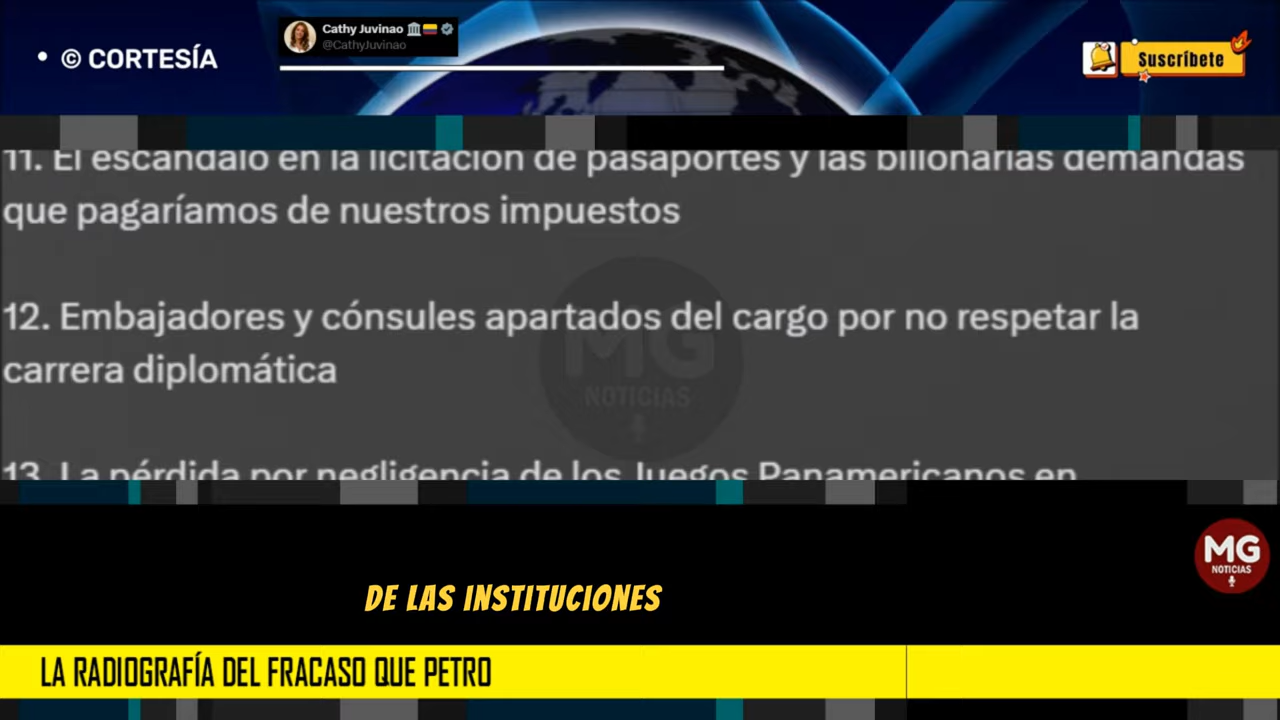 © CORTESÍA
Cathy Juvinao
@CathyJuvinao
Suscríbete
11. El escándalo en la licitación de pasaportes y las billonarias demandas
que pagaríamos de nuestros impuestos
12. Embajadores y cónsules apartados del cargo por no respetar la
carrera diplomática
13. La pérdida por negligencia de los Juegos Panamericanos en
MG
NOTICIAS
MG
NOTICIAS
DE LAS INSTITUCIONES
LA RADIOGRAFÍA DEL FRACASO QUE PETRO